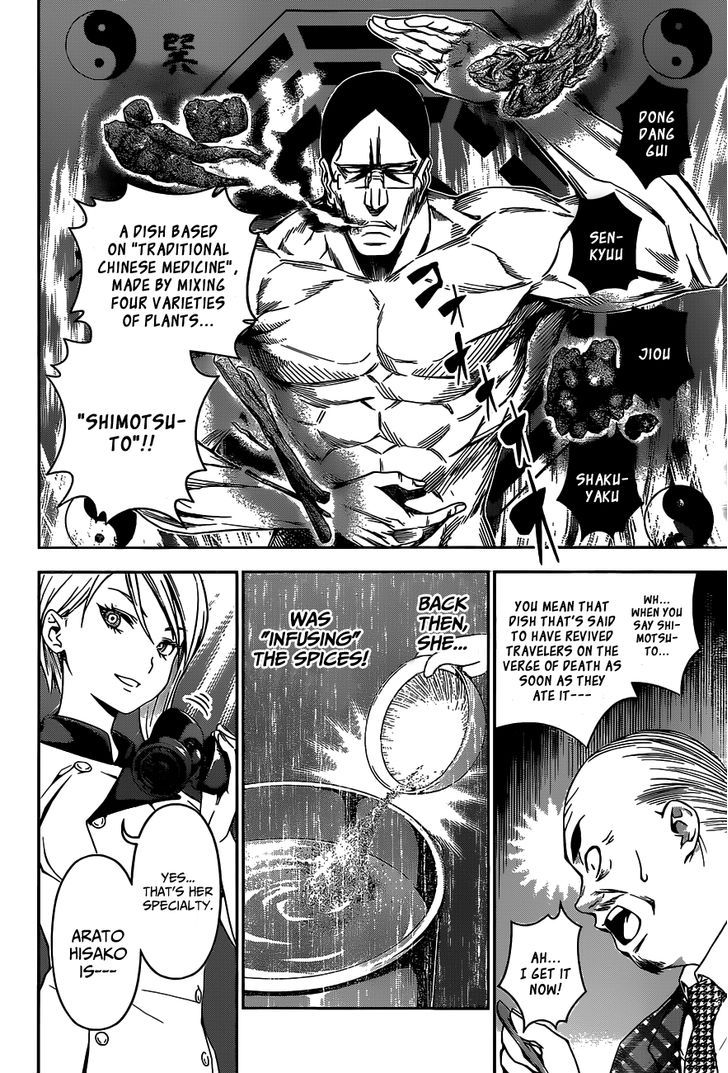 巽
DONG
DANG
GUI
SEN-
KYUU
JIOU
SHAKU-
YAKU
A DISH BASED
ON "TRADITIONAL
CHINESE MEDICINE",
MADE BY MIXING
FOUR VARIETIES
OF PLANTS...
"SHIMOTSU-
TO"!!
WH...
WHEN YOU
SAY SHI-
MOTSU-
TO...
YOU MEAN THAT
DISH THAT'S SAID
TO HAVE REVIVED
TRAVELERS ON THE
VERGE OF DEATH AS
SOON AS THEY
ATE IT---
AH...
I GET IT
NOW!
BACK
THEN,
SHE...
WAS
"INFUSING"
THE SPICES!
YES...
THAT'S HER
SPECIALTY.
ARATO
HISAKO
IS---